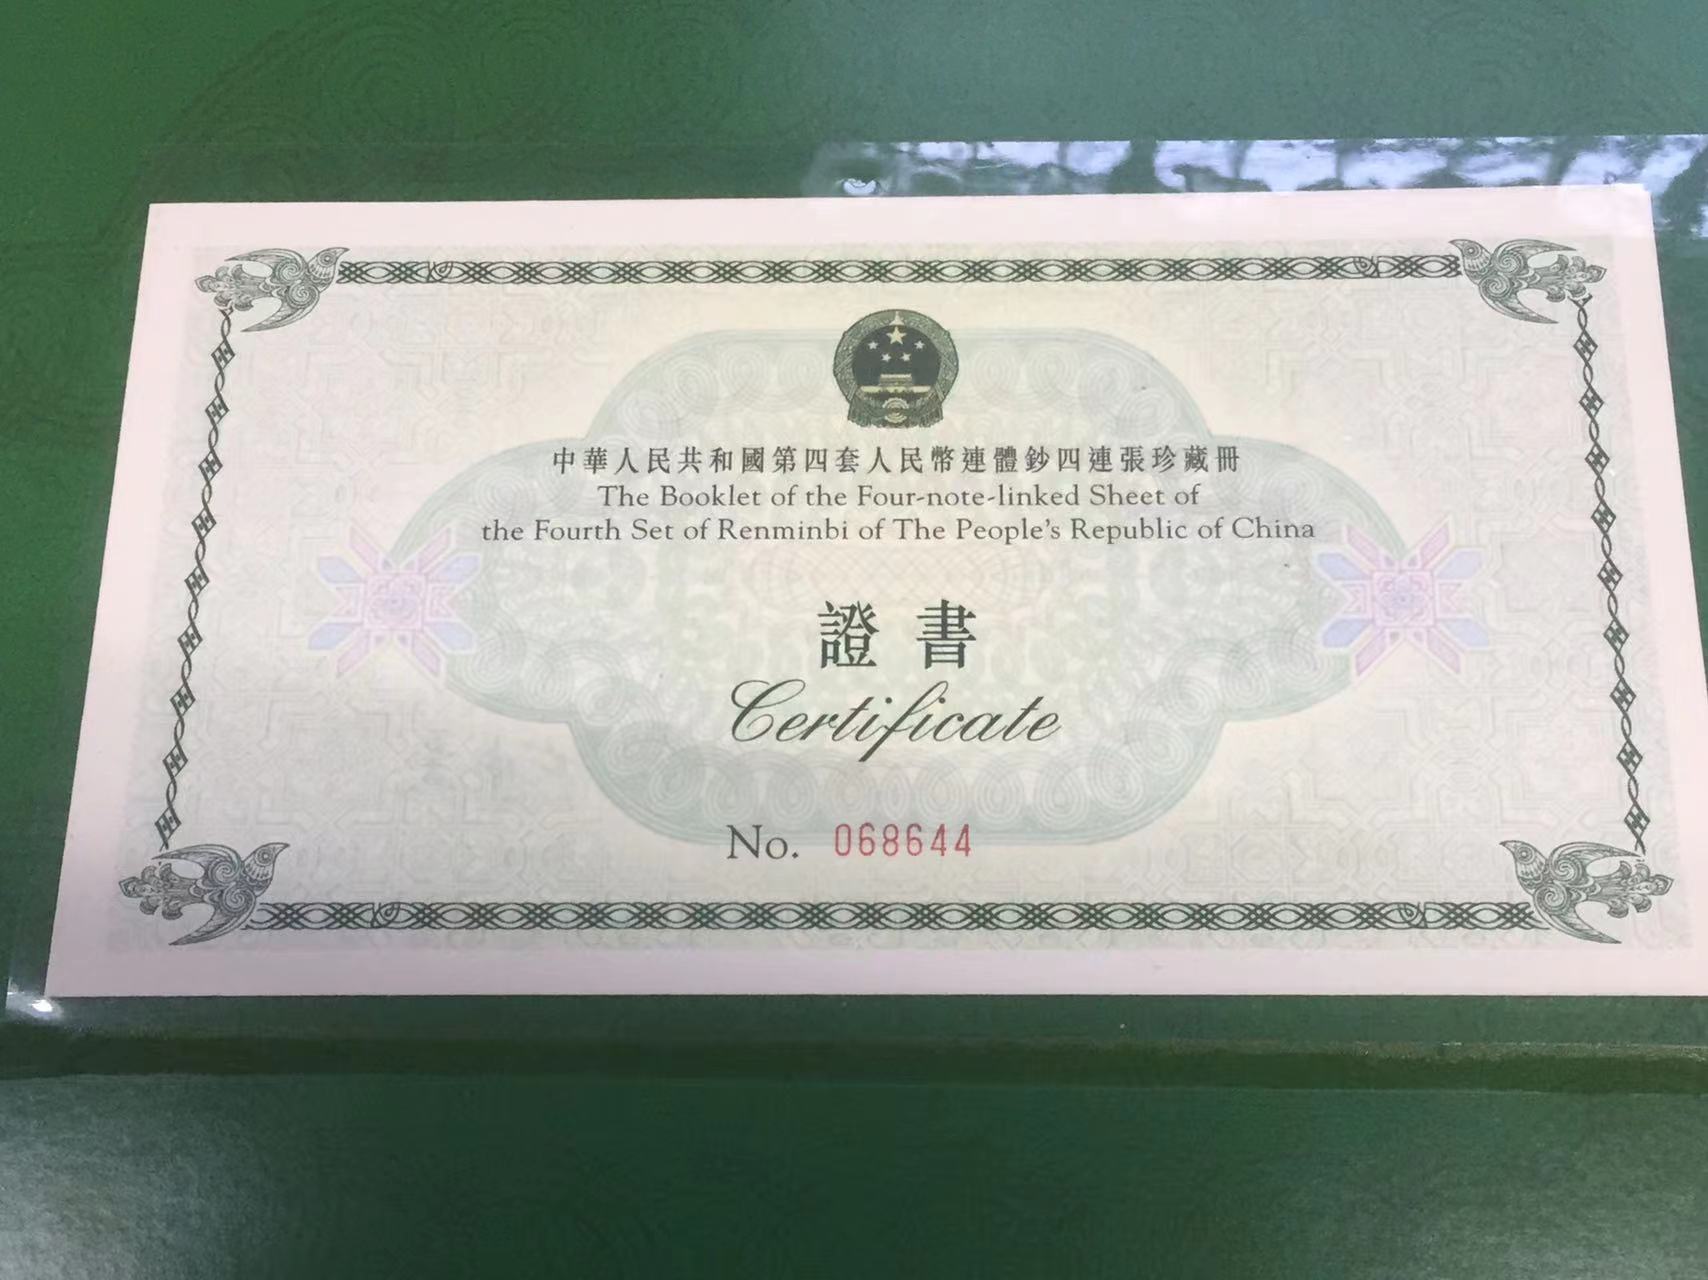 中華人民共和國第四套人民幣連體鈔四連張珍藏冊
The Booklet of the Four-note-linked Sheet of
the Fourth Set of Renminbi of The People's Republic of China
證書
Certificate
No. 068644